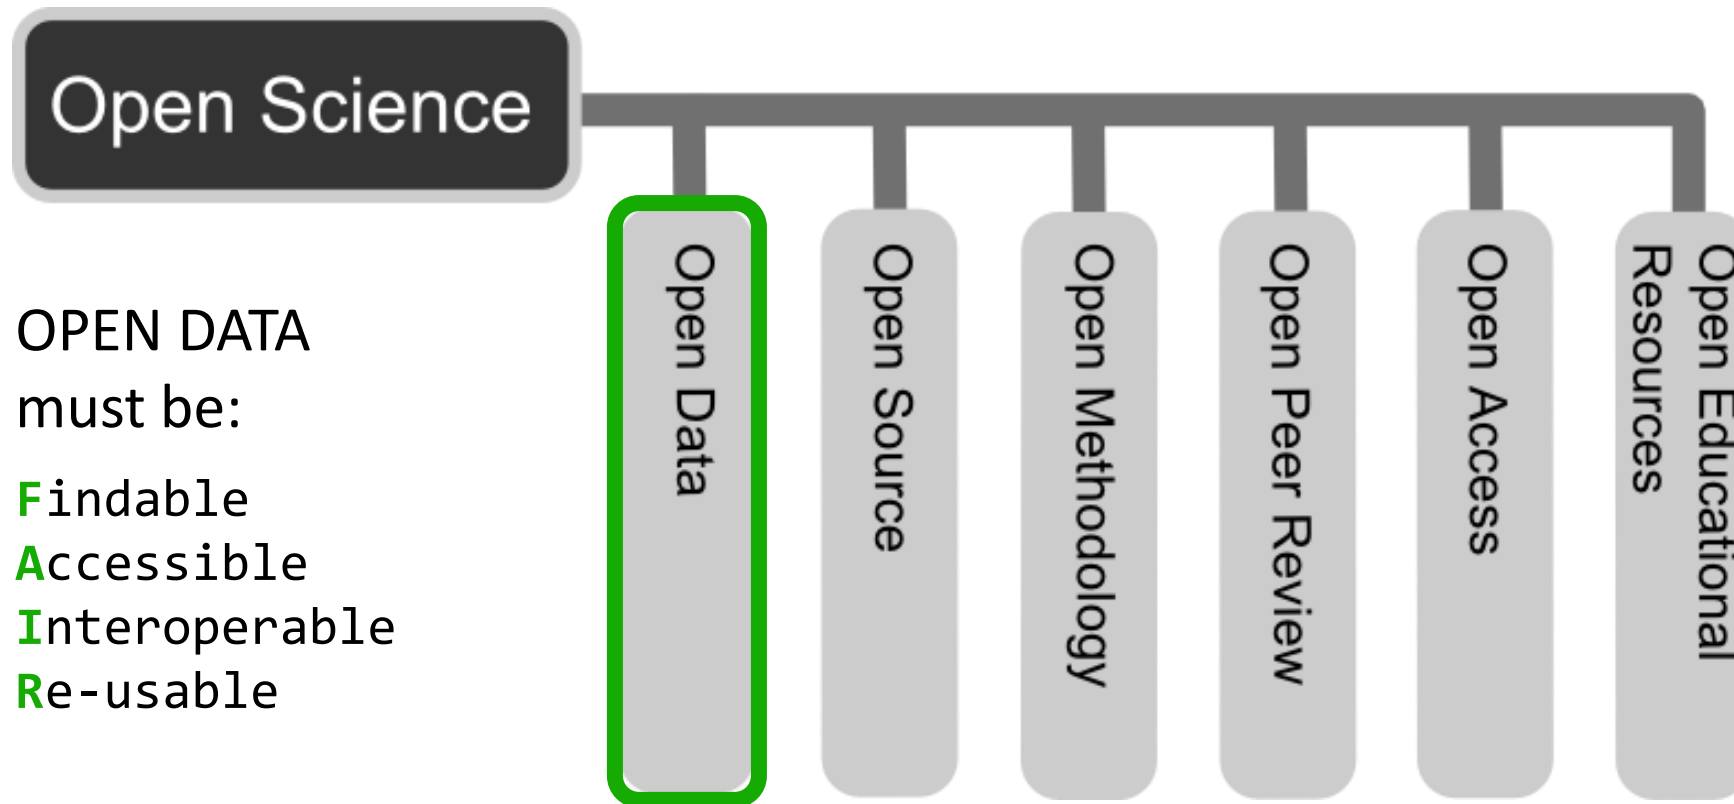 Open Science
OPEN DATA
must be:
Findable
Accessible
Interoperable
Re-usable
Open Data
Open Source
Open Methodology
Open Peer Review
Open Access
Open Educational
Resources